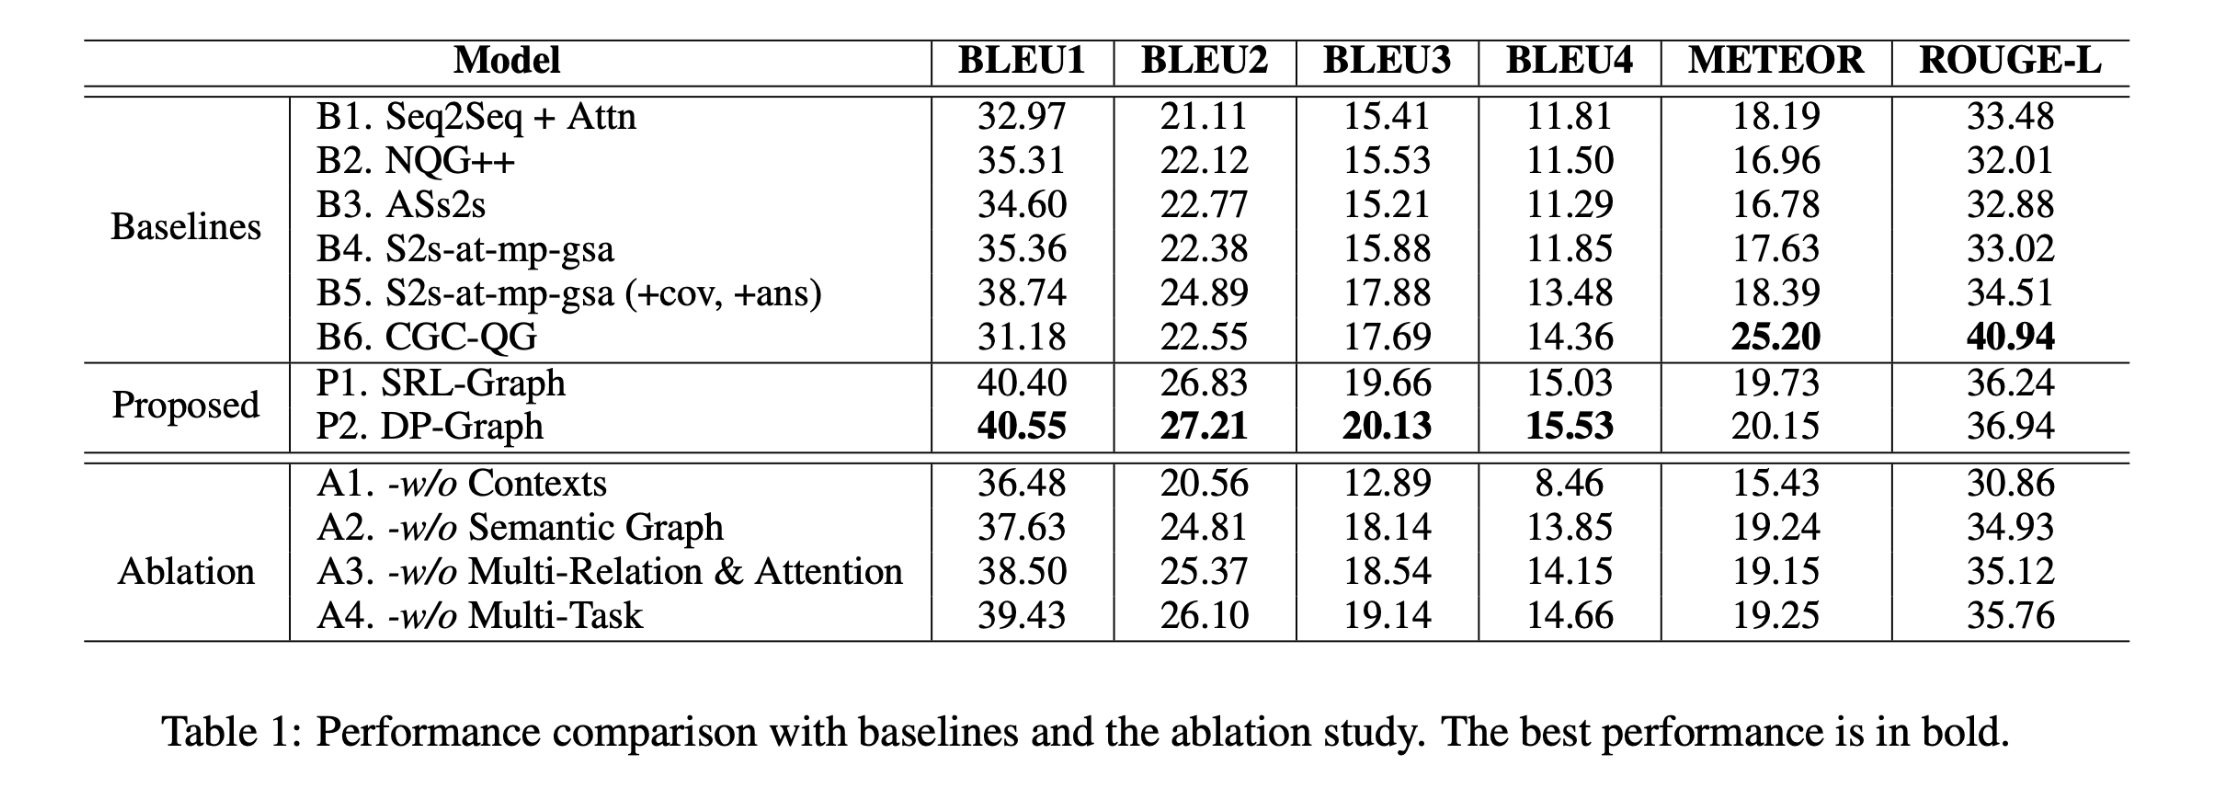 Model BLEU1 BLEU2 BLEU3 BLEU4 METEOR ROUGE-L
B1. Seq2Seq + Attn 32.97 21.11 15.41 11.81 18.19 33.48
B2. NQG++ 35.31 22.12 15.53 11.50 16.96 32.01
B3. ASs2s 34.60 22.77 15.21 11.29 16.78 32.88
Baselines
B4. S2s-at-mp-gsa 35.36 22.38 15.88 11.85 17.63 33.02
B5. S2s-at-mp-gsa (+cov, +ans) 38.74 24.89 17.88 13.48 18.39 34.51
B6. CGC-QG 31.18 22.55 17.69 14.36 25.20 40.94
P1. SRL-Graph 40.40 26.83 19.66 15.03 19.73 36.24
Proposed
P2. DP-Graph 40.55 27.21 20.13 15.53 20.15 36.94
A1. -w/o Contexts 36.48 20.56 12.89 8.46 15.43 30.86
A2. -w/o Semantic Graph 37.63 24.81 18.14 13.85 19.24 34.93
Ablation A3. -w/o Multi-Relation & Attention 38.50 25.37 18.54 14.15 19.15 35.12
A4. -w/o Multi-Task 39.43 26.10 19.14 14.66 19.25 35.76
Table 1: Performance comparison with baselines and the ablation study. The best performance is in bold.